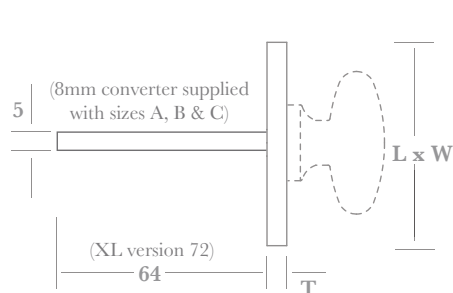 (8mm converter supplied
with sizes A, B & C)
5
L x W
(XL version 72)
64
T